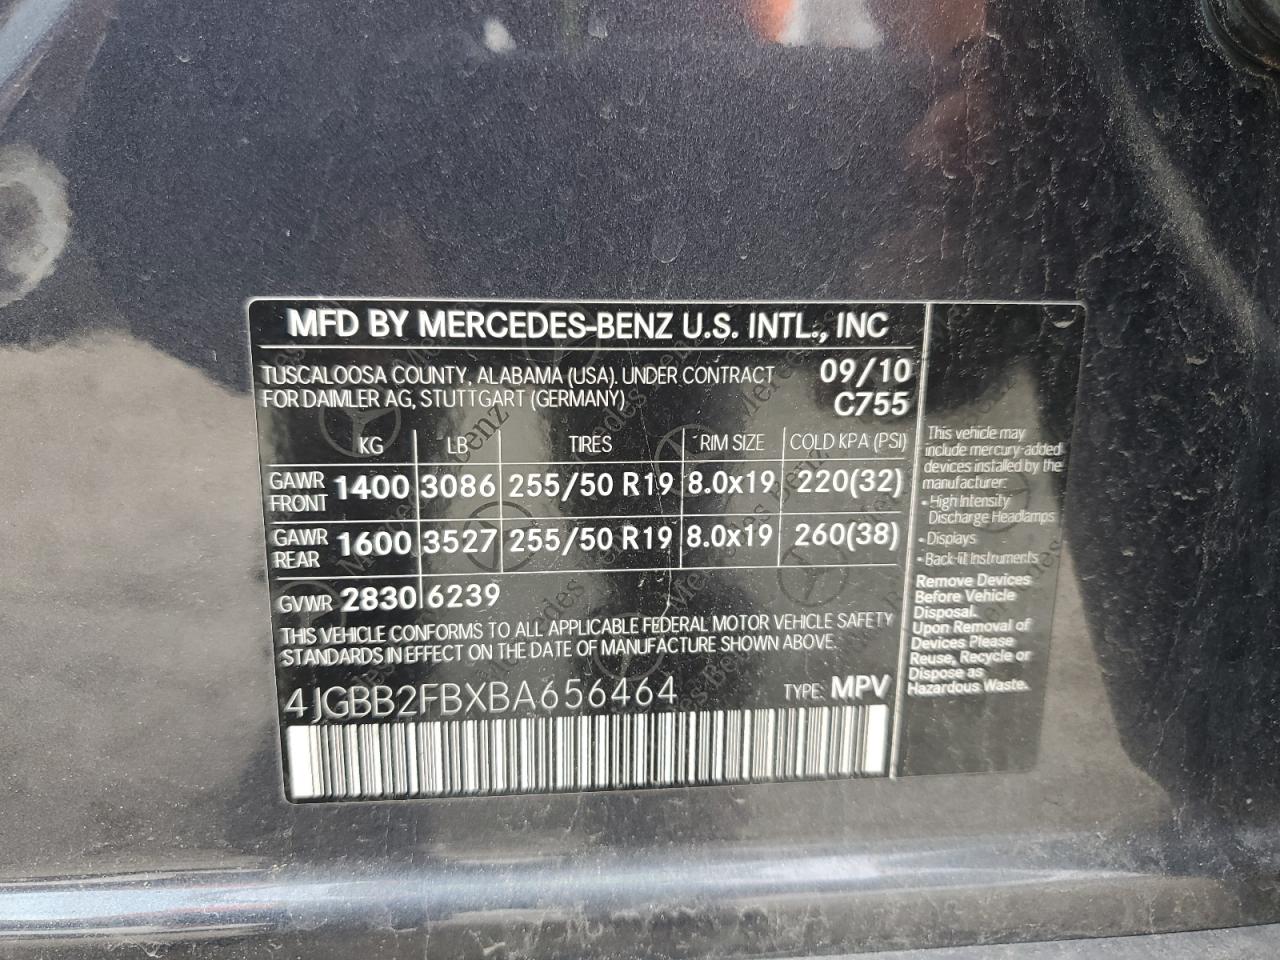 MFD BY MERCEDES-BENZ U.S. INTL., INC
TUSCALOOSA COUNTY, ALABAMA (USA). UNDER CONTRACT 09/10
FOR DAIMLER AG, STUTTGART (GERMANY) C755
KG LB TIRES RIM SIZE COLD KPA (PSI)
GAWR FRONT 1400 3086 255/50 R19 8.0x19 220(32)
GAWR REAR 1600 3527 255/50 R19 8.0x19 260(38)
GVWR 2830 6239
THIS VEHICLE CONFORMS TO ALL APPLICABLE FEDERAL MOTOR VEHICLE SAFETY
STANDARDS IN EFFECT ON THE DATE OF MANUFACTURE SHOWN ABOVE.
4JGBB2FBXBA656464 TYPE: MPV
This vehicle may
include mercury-added
devices installed by the
manufacturer:
• High Intensity
Discharge Headlamps
• Displays
• Back-lit Instruments
Remove Devices
Before Vehicle
Disposal.
Upon Removal of
Devices Please
Reuse, Recycle or
Dispose as
Hazardous Waste.